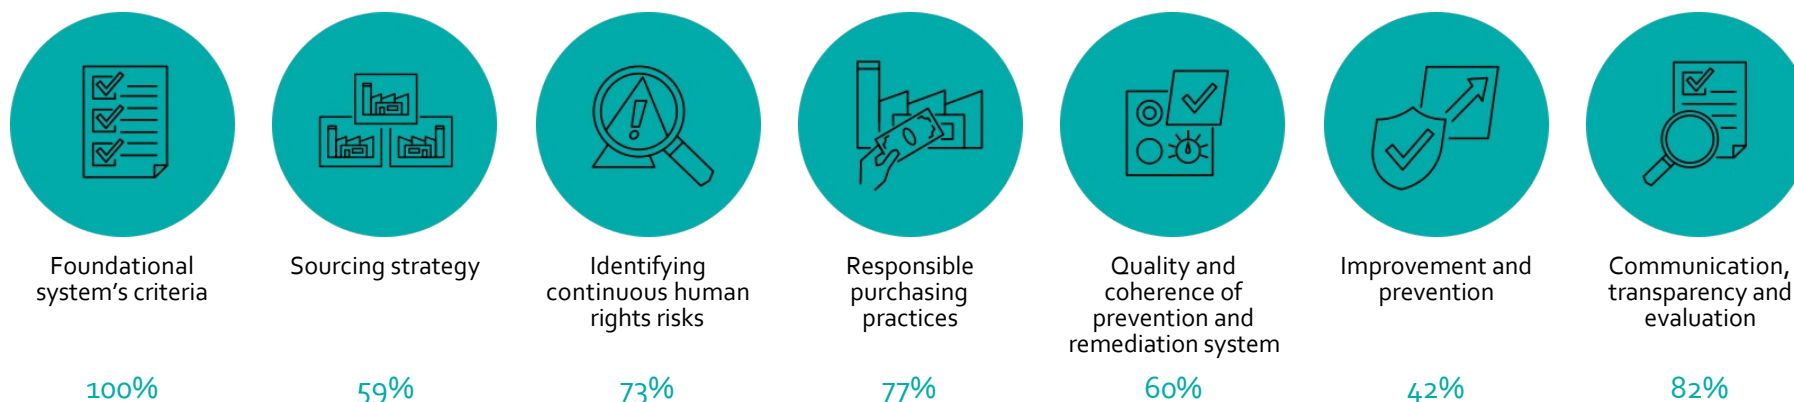 Foundational
system's criteria
100%
Sourcing strategy
59%
Identifying
continuous human
rights risks
73%
Responsible
purchasing
practices
77%
Quality and
coherence of
prevention and
remediation system
60%
Improvement and
prevention
42%
Communication,
transparency and
evaluation
82%